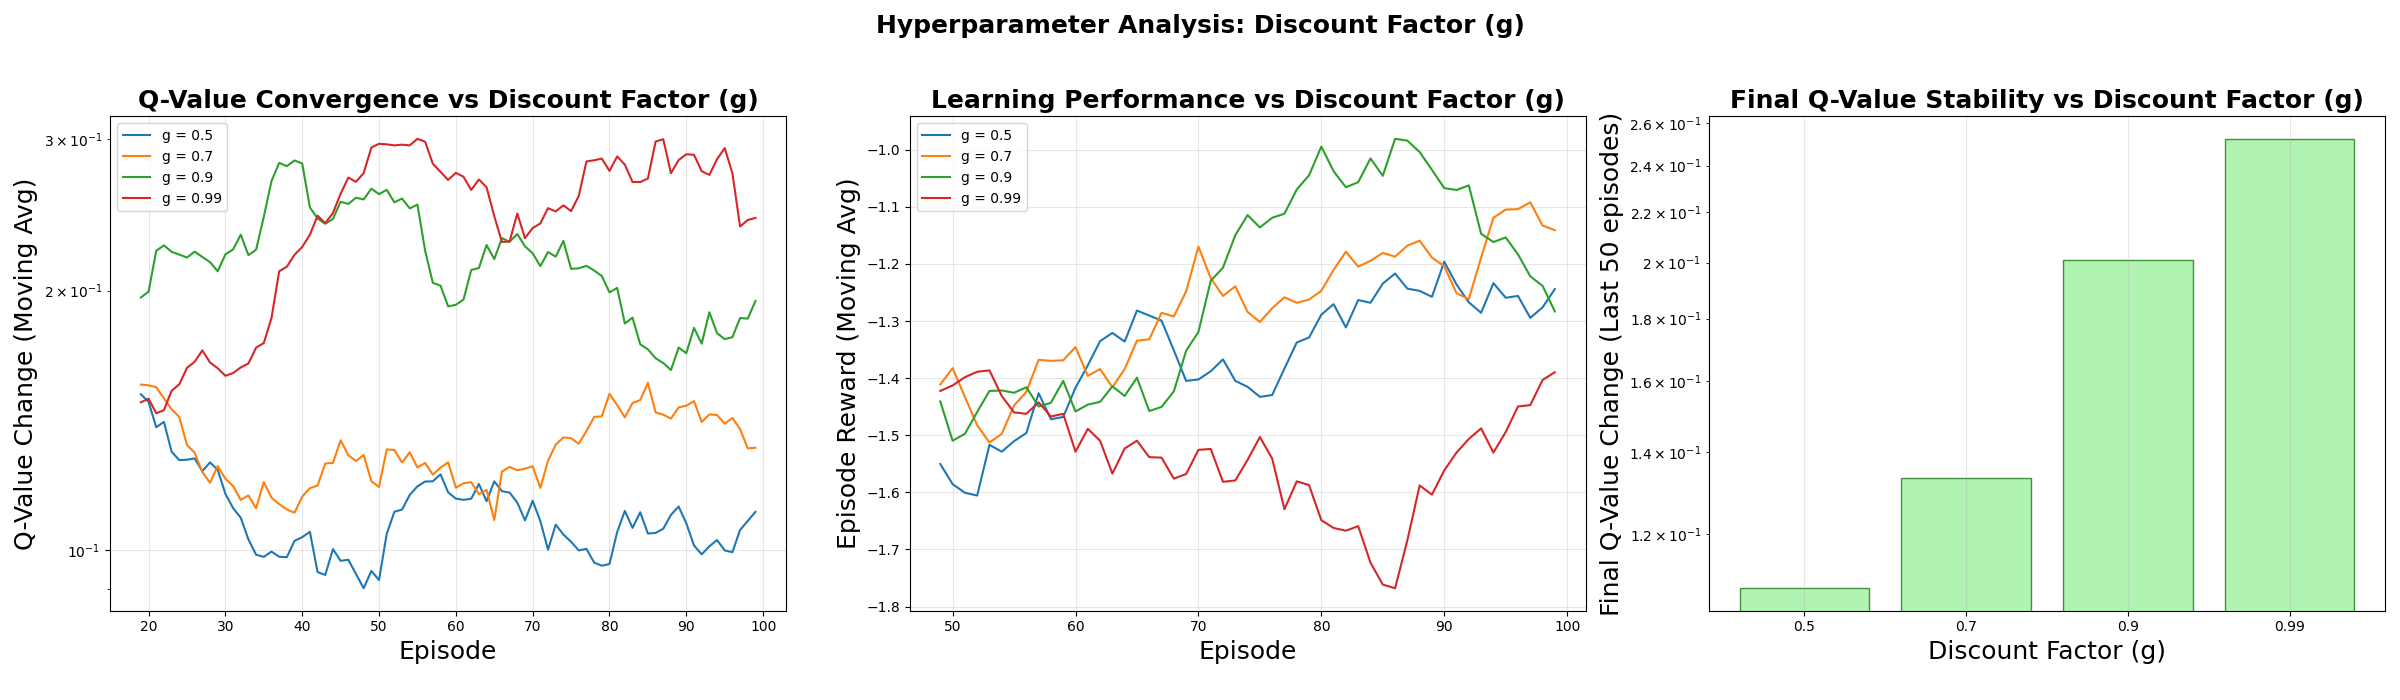 Hyperparameter Analysis: Discount Factor (g)
Q-Value Convergence vs Discount Factor (g)
Q-Value Change (Moving Avg)
3 × 10⁻¹
2 × 10⁻¹
10⁻¹
g = 0.5
g = 0.7
g = 0.9
g = 0.99
20 30 40 50 60 70 80 90 100
Episode
Learning Performance vs Discount Factor (g)
Episode Reward (Moving Avg)
−1.0
−1.1
−1.2
−1.3
−1.4
−1.5
−1.6
−1.7
−1.8
g = 0.5
g = 0.7
g = 0.9
g = 0.99
50 60 70 80 90 100
Episode
Final Q-Value Stability vs Discount Factor (g)
Final Q-Value Change (Last 50 episodes)
2.6 × 10⁻¹
2.4 × 10⁻¹
2.2 × 10⁻¹
2 × 10⁻¹
1.8 × 10⁻¹
1.6 × 10⁻¹
1.4 × 10⁻¹
1.2 × 10⁻¹
0.5 0.7 0.9 0.99
Discount Factor (g)